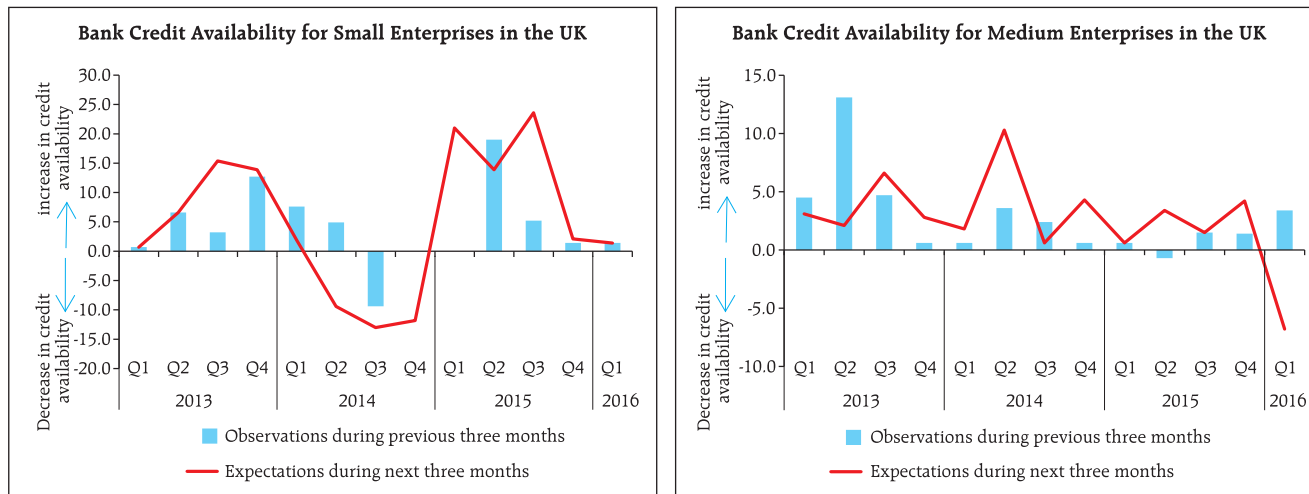 Bank Credit Availability for Small Enterprises in the UK
increase in credit
availability
Decrease in credit
availability
30.0
25.0
20.0
15.0
10.0
5.0
0.0
-5.0
-10.0
-15.0
-20.0
Q1 Q2 Q3 Q4 Q1 Q2 Q3 Q4 Q1 Q2 Q3 Q4 Q1
2013 2014 2015 2016
Observations during previous three months
Expectations during next three months
Bank Credit Availability for Medium Enterprises in the UK
increase in credit
availability
Decrease in credit
availability
15.0
10.0
5.0
0.0
-5.0
-10.0
Q1 Q2 Q3 Q4 Q1 Q2 Q3 Q4 Q1 Q2 Q3 Q4 Q1
2013 2014 2015 2016
Observations during previous three months
Expectations during next three months